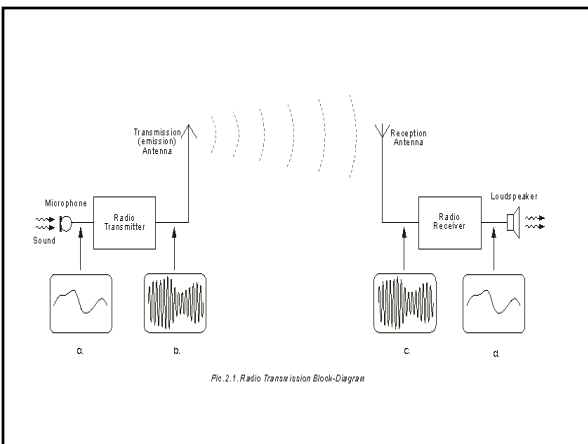 Transmission
(emission)
Antenna
Reception
Antenna
Microphone
Loudspeaker
Radio
Transmitter
Radio
Receiver
Sound
a.
b.
c.
d.
Pic.2.1. Radio Transmission Block-Diagram